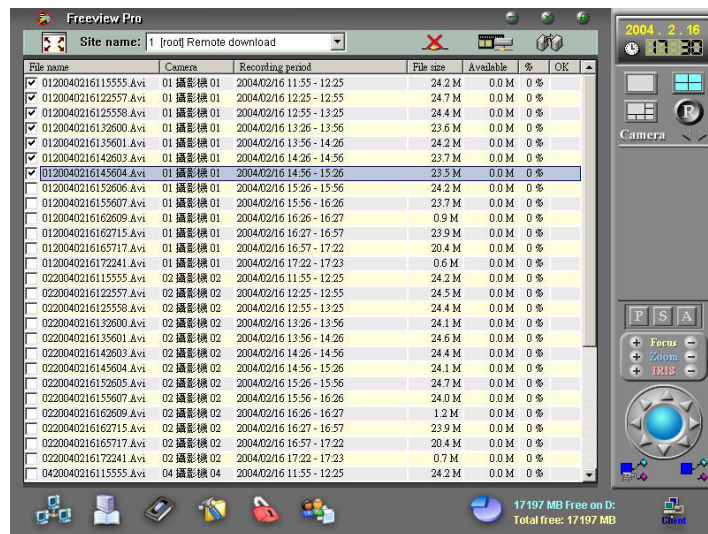 Freeview Pro
Site name: 1 [root] Remote download
2004 . 2 . 16
17 : 30
File name Camera Recording period File size Available % OK
0120040216115555.Avi 01 攝影機 01 2004/02/16 11:55 - 12:25 24.2 M 0.0 M 0 %
0120040216122557.Avi 01 攝影機 01 2004/02/16 12:25 - 12:55 24.7 M 0.0 M 0 %
0120040216125558.Avi 01 攝影機 01 2004/02/16 12:55 - 13:25 24.4 M 0.0 M 0 %
0120040216132600.Avi 01 攝影機 01 2004/02/16 13:26 - 13:56 23.6 M 0.0 M 0 %
0120040216135601.Avi 01 攝影機 01 2004/02/16 13:56 - 14:26 24.2 M 0.0 M 0 %
0120040216142603.Avi 01 攝影機 01 2004/02/16 14:26 - 14:56 23.7 M 0.0 M 0 %
0120040216145604.Avi 01 攝影機 01 2004/02/16 14:56 - 15:26 23.5 M 0.0 M 0 %
0120040216152606.Avi 01 攝影機 01 2004/02/16 15:26 - 15:56 24.2 M 0.0 M 0 %
0120040216155607.Avi 01 攝影機 01 2004/02/16 15:56 - 16:26 23.7 M 0.0 M 0 %
0120040216162609.Avi 01 攝影機 01 2004/02/16 16:26 - 16:27 0.9 M 0.0 M 0 %
0120040216162715.Avi 01 攝影機 01 2004/02/16 16:27 - 16:57 23.9 M 0.0 M 0 %
0120040216165717.Avi 01 攝影機 01 2004/02/16 16:57 - 17:22 20.4 M 0.0 M 0 %
0120040216172241.Avi 01 攝影機 01 2004/02/16 17:22 - 17:23 0.6 M 0.0 M 0 %
0220040216115555.Avi 02 攝影機 02 2004/02/16 11:55 - 12:25 24.2 M 0.0 M 0 %
0220040216122557.Avi 02 攝影機 02 2004/02/16 12:25 - 12:55 24.5 M 0.0 M 0 %
0220040216125558.Avi 02 攝影機 02 2004/02/16 12:55 - 13:25 24.4 M 0.0 M 0 %
0220040216132600.Avi 02 攝影機 02 2004/02/16 13:26 - 13:56 24.1 M 0.0 M 0 %
0220040216135601.Avi 02 攝影機 02 2004/02/16 13:56 - 14:26 24.6 M 0.0 M 0 %
0220040216142603.Avi 02 攝影機 02 2004/02/16 14:26 - 14:56 24.4 M 0.0 M 0 %
0220040216145604.Avi 02 攝影機 02 2004/02/16 14:56 - 15:26 24.1 M 0.0 M 0 %
0220040216152605.Avi 02 攝影機 02 2004/02/16 15:26 - 15:56 24.7 M 0.0 M 0 %
0220040216155607.Avi 02 攝影機 02 2004/02/16 15:56 - 16:26 24.0 M 0.0 M 0 %
0220040216162609.Avi 02 攝影機 02 2004/02/16 16:26 - 16:27 1.2 M 0.0 M 0 %
0220040216162715.Avi 02 攝影機 02 2004/02/16 16:27 - 16:57 23.9 M 0.0 M 0 %
0220040216165717.Avi 02 攝影機 02 2004/02/16 16:57 - 17:22 20.4 M 0.0 M 0 %
0220040216172241.Avi 02 攝影機 02 2004/02/16 17:22 - 17:23 0.7 M 0.0 M 0 %
0420040216115555.Avi 04 攝影機 04 2004/02/16 11:55 - 12:25 24.2 M 0.0 M 0 %
R
Camera
P S A
+ Focus -
+ Zoom -
+ IRIS -
17197 MB Free on D:
Total free: 17197 MB
Client